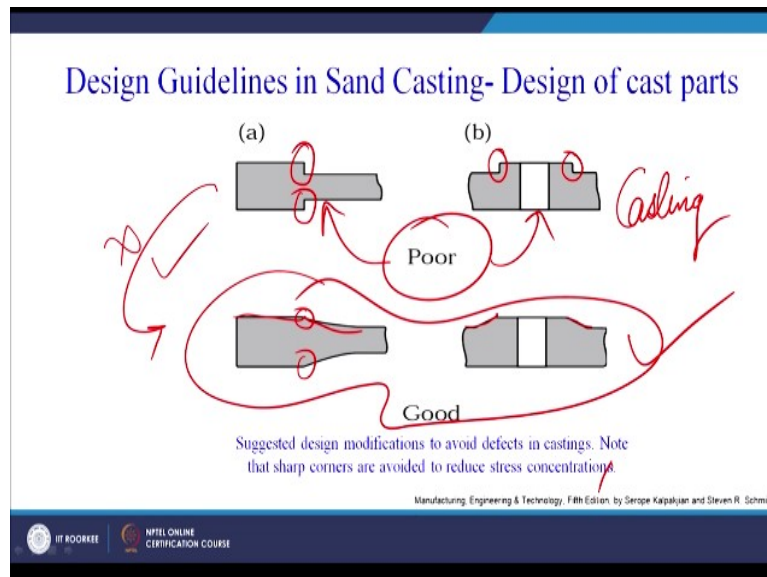 Design Guidelines in Sand Casting- Design of cast parts
(a)
(b)
Casting
Poor
Good
Suggested design modifications to avoid defects in castings. Note
that sharp corners are avoided to reduce stress concentrations.
Manufacturing, Engineering & Technology, Fifth Edition, by Serope Kalpakjian and Steven R. Schm
IIT ROORKEE
NPTEL ONLINE
CERTIFICATION COURSE